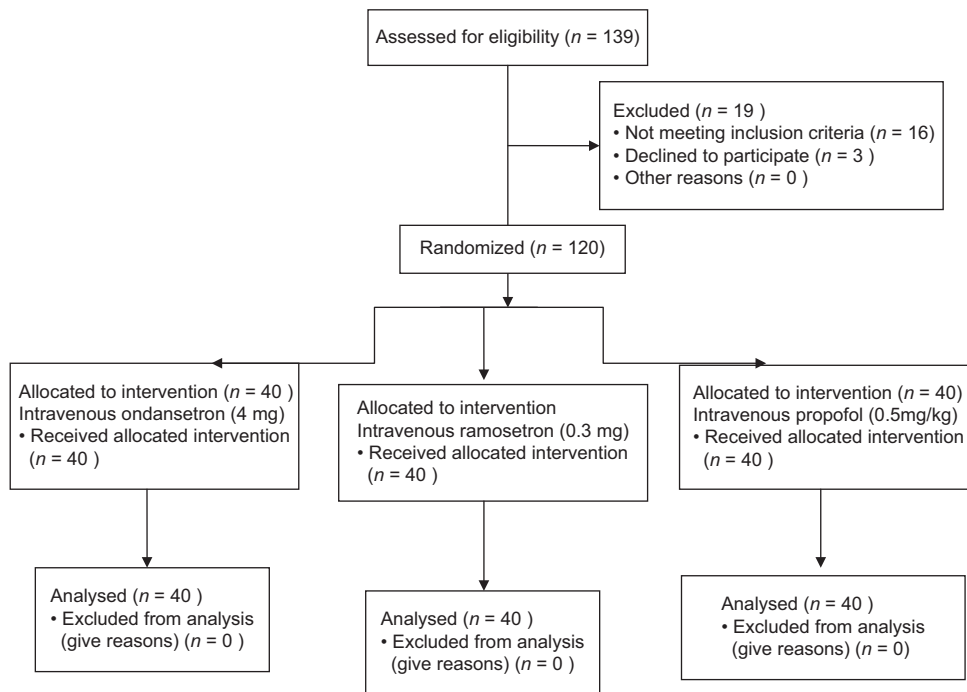 Assessed for eligibility (n = 139)
Excluded (n = 19 )
• Not meeting inclusion criteria (n = 16)
• Declined to participate (n = 3 )
• Other reasons (n = 0 )
Randomized (n = 120)
Allocated to intervention (n = 40 )
Intravenous ondansetron (4 mg)
• Received allocated intervention
(n = 40 )
Allocated to intervention
Intravenous ramosetron (0.3 mg)
• Received allocated intervention
(n = 40 )
Allocated to intervention (n = 40)
Intravenous propofol (0.5mg/kg)
• Received allocated intervention
(n = 40 )
Analysed (n = 40 )
• Excluded from analysis
(give reasons) (n = 0 )
Analysed (n = 40 )
• Excluded from analysis
(give reasons) (n = 0 )
Analysed (n = 40 )
• Excluded from analysis
(give reasons) (n = 0)